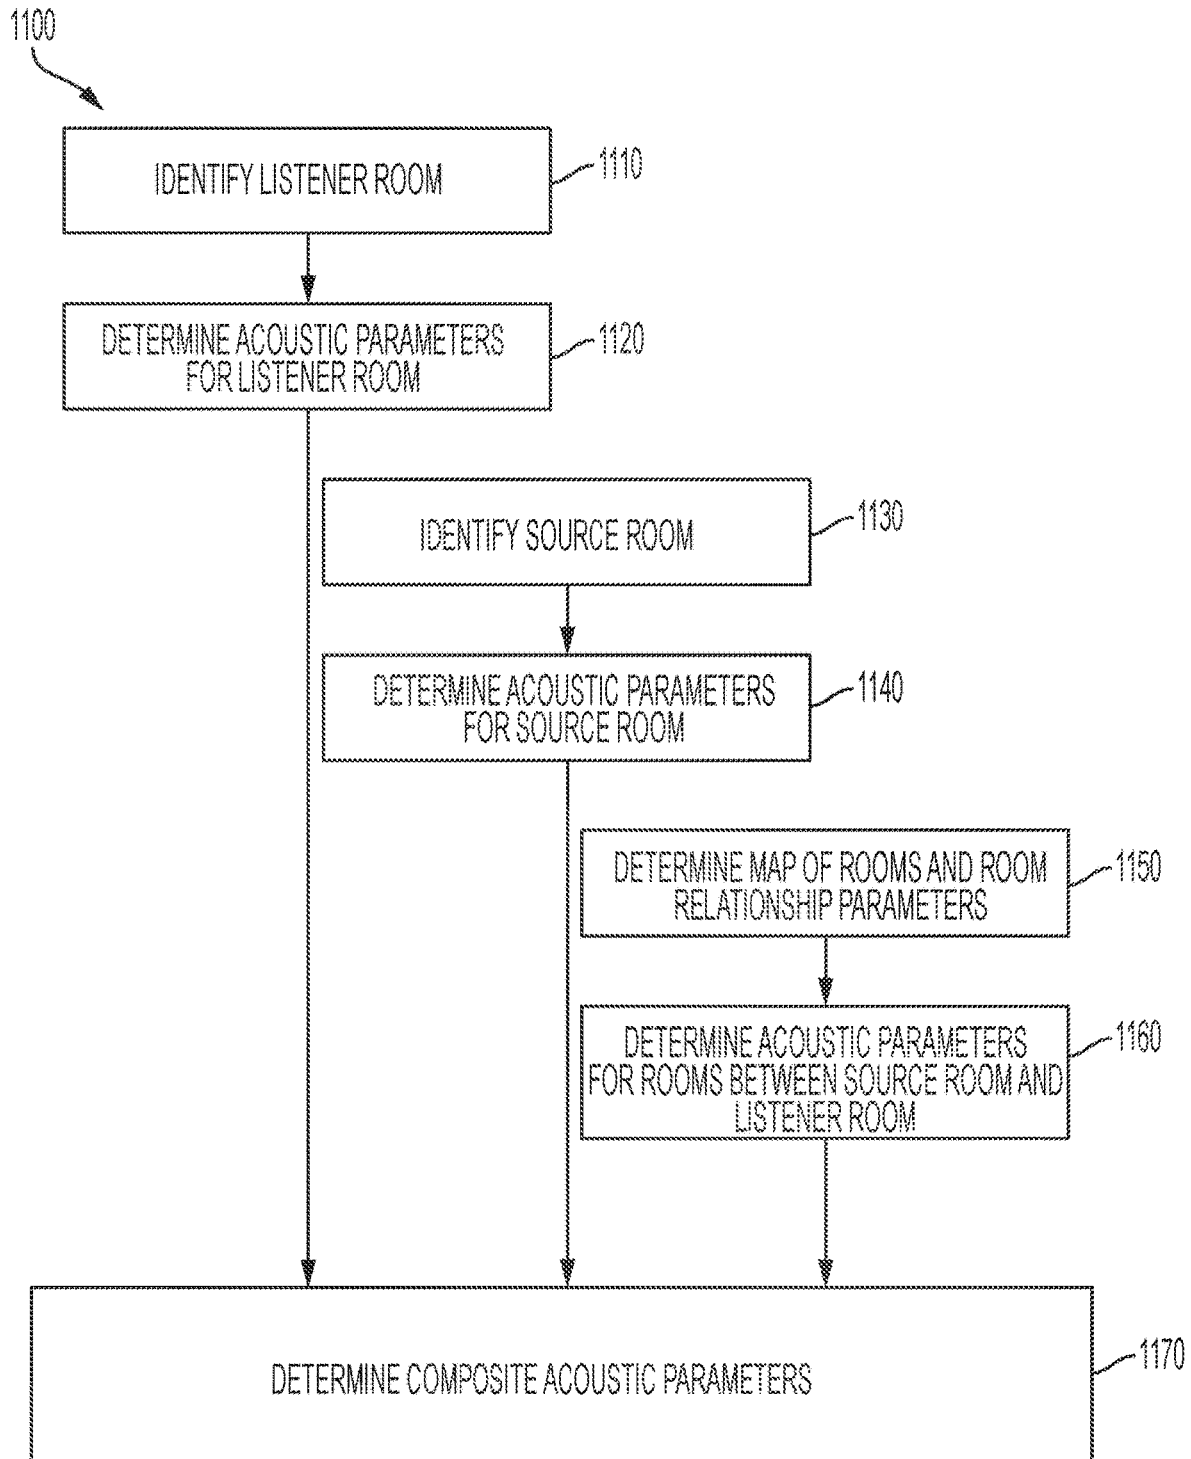 1100
IDENTIFY LISTENER ROOM
1110
DETERMINE ACOUSTIC PARAMETERS
FOR LISTENER ROOM
1120
IDENTIFY SOURCE ROOM
1130
DETERMINE ACOUSTIC PARAMETERS
FOR SOURCE ROOM
1140
DETERMINE MAP OF ROOMS AND ROOM
RELATIONSHIP PARAMETERS
1150
DETERMINE ACOUSTIC PARAMETERS
FOR ROOMS BETWEEN SOURCE ROOM AND
LISTENER ROOM
1160
DETERMINE COMPOSITE ACOUSTIC PARAMETERS
1170